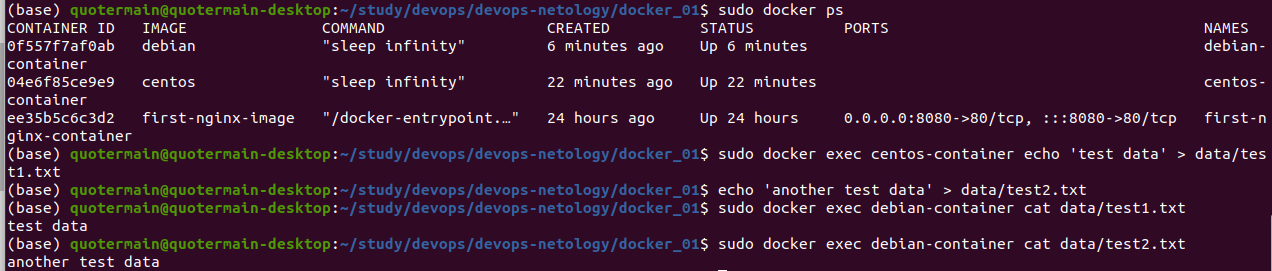 (base) quotermain@quotermain-desktop:~/study/devops/devops-netology/docker_01$ sudo docker ps
CONTAINER ID   IMAGE               COMMAND                  CREATED          STATUS          PORTS                                   NAMES
0f557f7af0ab   debian              "sleep infinity"         6 minutes ago    Up 6 minutes                                            debian-
container
04e6f85ce9e9   centos              "sleep infinity"         22 minutes ago   Up 22 minutes                                           centos-
container
ee35b5c6c3d2   first-nginx-image   "/docker-entrypoint.…"   24 hours ago     Up 24 hours     0.0.0.0:8080->80/tcp, :::8080->80/tcp   first-n
ginx-container
(base) quotermain@quotermain-desktop:~/study/devops/devops-netology/docker_01$ sudo docker exec centos-container echo 'test data' > data/tes
t1.txt
(base) quotermain@quotermain-desktop:~/study/devops/devops-netology/docker_01$ echo 'another test data' > data/test2.txt
(base) quotermain@quotermain-desktop:~/study/devops/devops-netology/docker_01$ sudo docker exec debian-container cat data/test1.txt
test data
(base) quotermain@quotermain-desktop:~/study/devops/devops-netology/docker_01$ sudo docker exec debian-container cat data/test2.txt
another test data